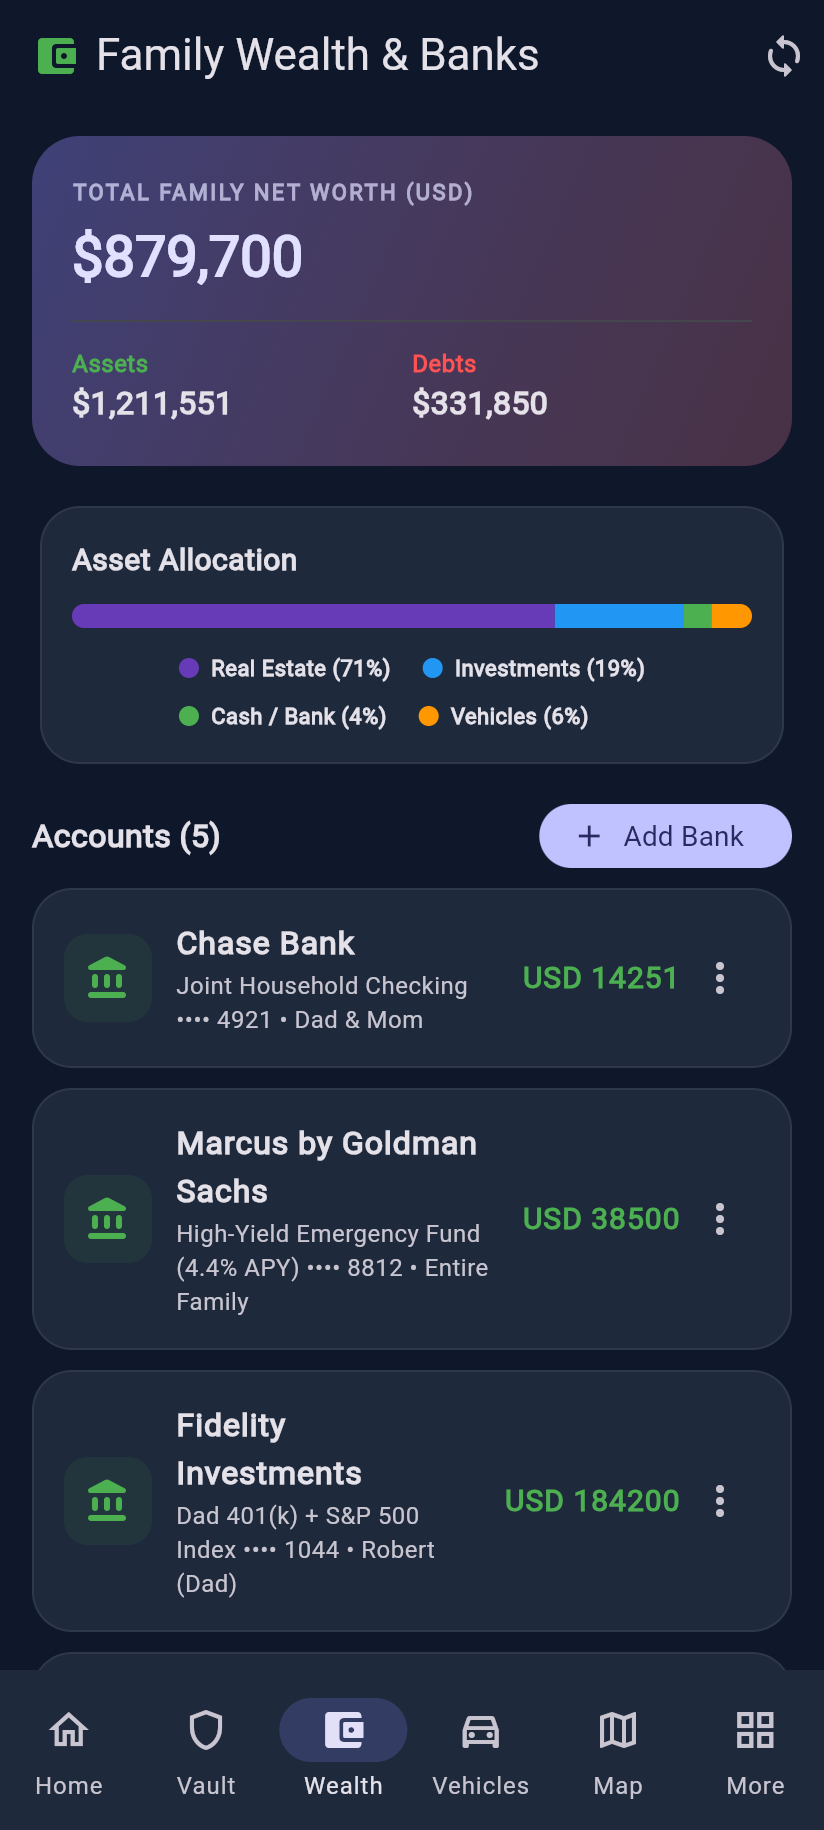 Family Wealth & Banks
TOTAL FAMILY NET WORTH (USD)
$879,700
Assets
$1,211,551
Debts
$331,850
Asset Allocation
Real Estate (71%)
Investments (19%)
Cash / Bank (4%)
Vehicles (6%)
Accounts (5)
+ Add Bank
Chase Bank
Joint Household Checking
•••• 4921 • Dad & Mom
USD 14251
Marcus by Goldman
Sachs
High-Yield Emergency Fund
(4.4% APY) •••• 8812 • Entire
Family
USD 38500
Fidelity
Investments
Dad 401(k) + S&P 500
Index •••• 1044 • Robert
(Dad)
USD 184200
Home
Vault
Wealth
Vehicles
Map
More